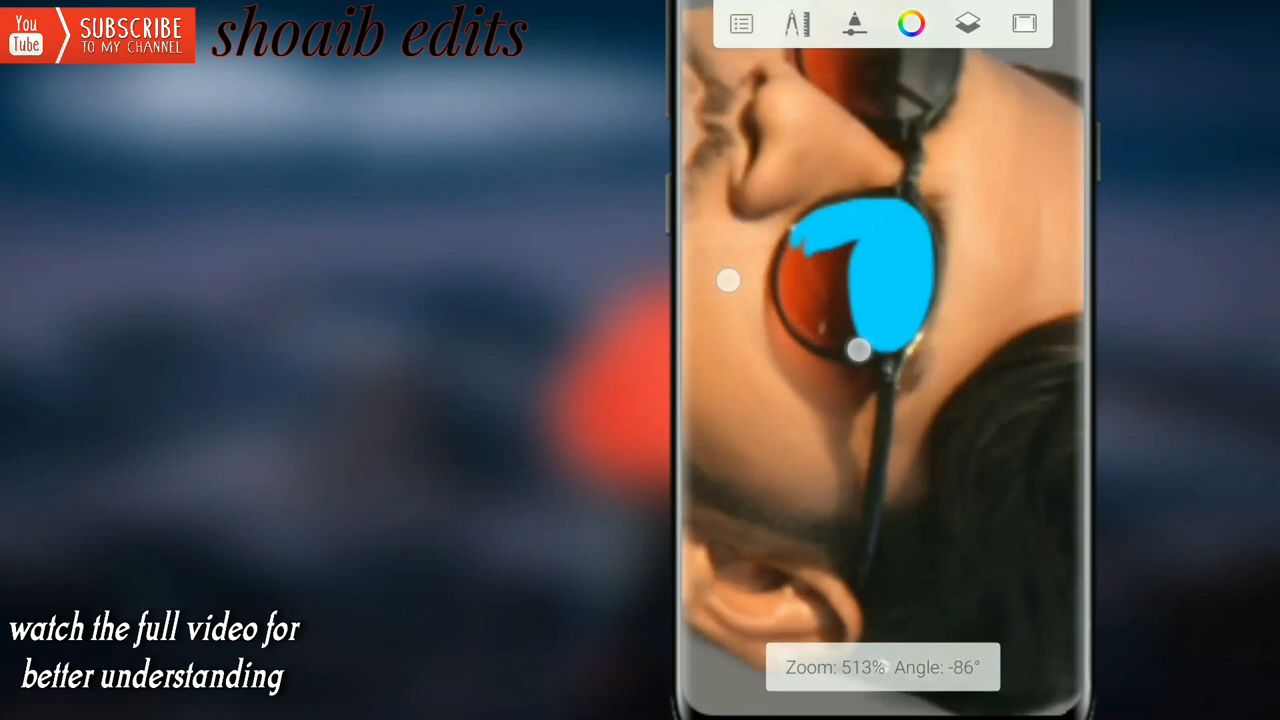 You
Tube
SUBSCRIBE
TO MY CHANNEL
shoaib edits
Zoom: 513% Angle: -86°
watch the full video for
better understanding